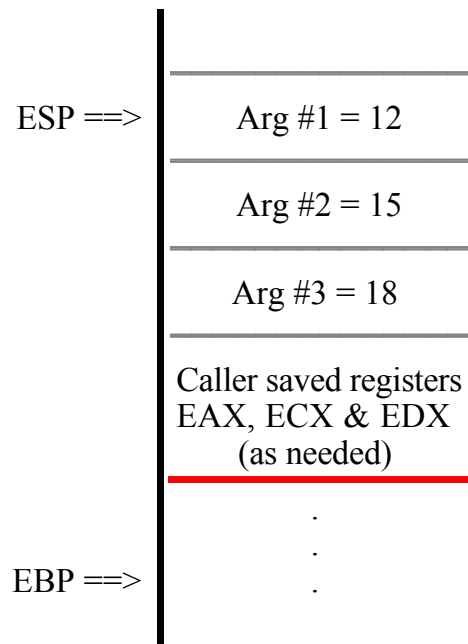 ESP ==>
Arg #1 = 12
Arg #2 = 15
Arg #3 = 18
Caller saved registers
EAX, ECX & EDX
(as needed)
.
.
EBP ==>
.